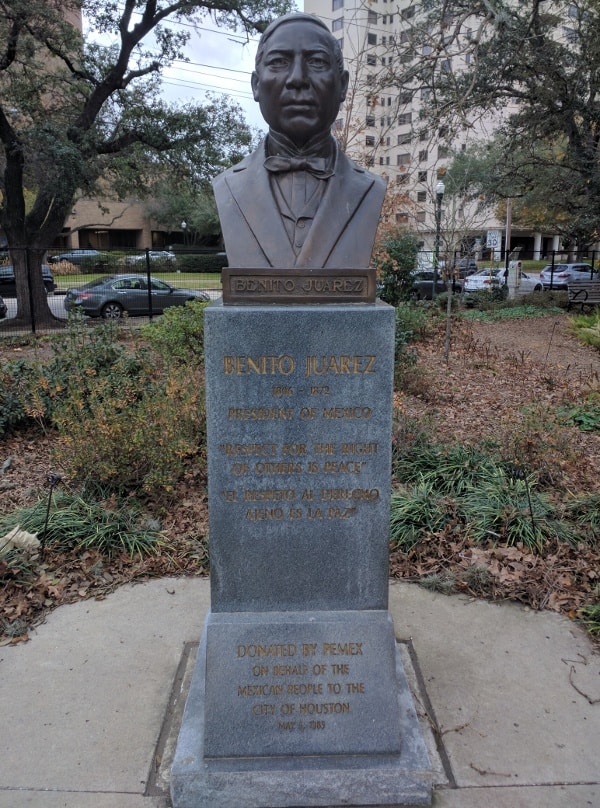 BENITO JUAREZ
BENITO JUAREZ
1806 - 1872
PRESIDENT OF MEXICO
"RESPECT FOR THE RIGHT
OF OTHERS IS PEACE"
"EL RESPETO AL DERECHO
AJENO ES LA PAZ"
DONATED BY PEMEX
ON BEHALF OF THE
MEXICAN PEOPLE TO THE
CITY OF HOUSTON